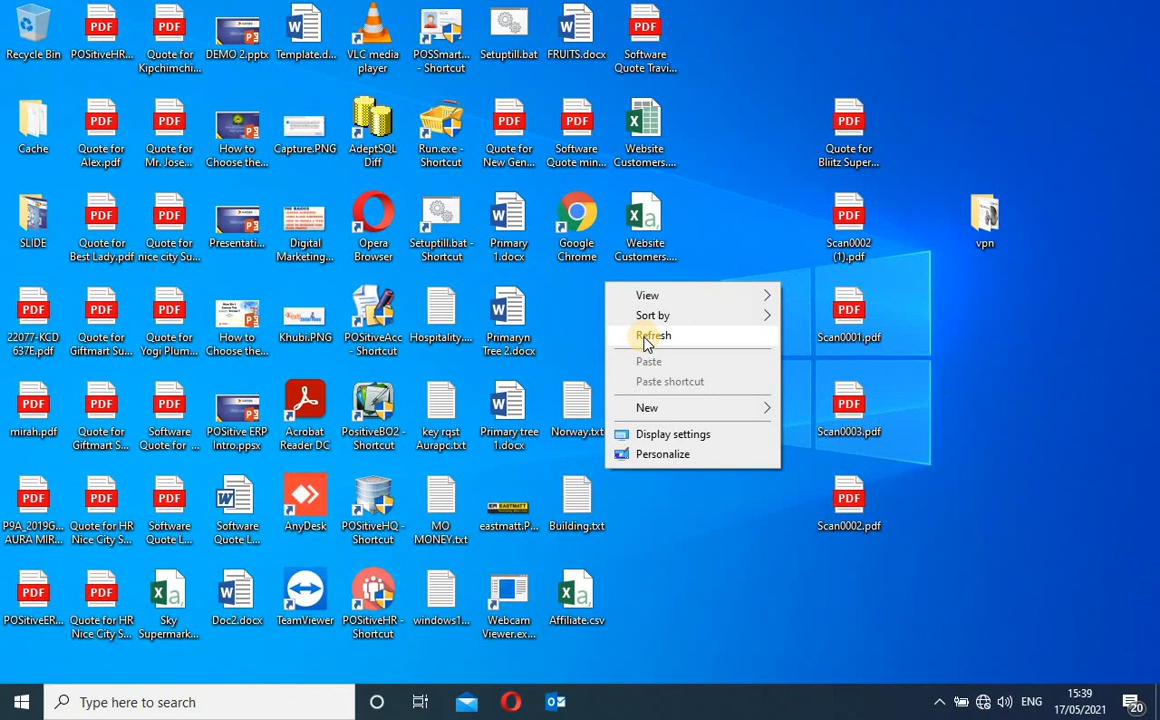 Recycle Bin
POSitiveHR...
Quote for
Kipchimchi...
DEMO 2.pptx
Template.d...
VLC media
player
POSSmart...
- Shortcut
Setuptill.bat
FRUITS.docx
Software
Quote Travi...
Cache
Quote for
Alex.pdf
Quote for
Mr. Jose...
How to
Choose the...
Capture.PNG
AdeptSQL
Diff
Run.exe -
Shortcut
Quote for
New Gen...
Software
Quote min...
Website
Customers....
Quote for
Bliitz Super...
SLIDE
Quote for
Best Lady.pdf
Quote for
nice city Su...
Presentati...
Digital
Marketing...
Opera
Browser
Setuptill.bat -
Shortcut
Primary
1.docx
Google
Chrome
Website
Customers....
Scan0002
(1).pdf
vpn
22077-KCD
637E.pdf
Quote for
Giftmart Su...
Quote for
Yogi Plum...
How to
Choose the...
Khubi.PNG
POSitiveAcc
- Shortcut
Hospitality....
Primaryn
Tree 2.docx
Scan0001.pdf
mirah.pdf
Quote for
Giftmart S...
Software
Quote for ...
POSitive ERP
Intro.ppsx
Acrobat
Reader DC
PositiveBO2 -
Shortcut
key rqst
Aurapc.txt
Primary tree
1.docx
Norway.txt
Scan0003.pdf
P9A_2019G...
AURA MIR...
Quote for HR
Nice City S...
Software
Quote L...
Software
Quote L...
AnyDesk
POSitiveHQ -
Shortcut
MO
MONEY.txt
eastmatt.P...
Building.txt
Scan0002.pdf
POSitiveER...
Quote for HR
Nice City S...
Sky
Supermark...
Doc2.docx
TeamViewer
POSitiveHR -
Shortcut
windows1...
Webcam
Viewer.ex...
Affiliate.csv
View
Sort by
Refresh
Paste
Paste shortcut
New
Display settings
Personalize
Type here to search
ENG
15:39
17/05/2021
20